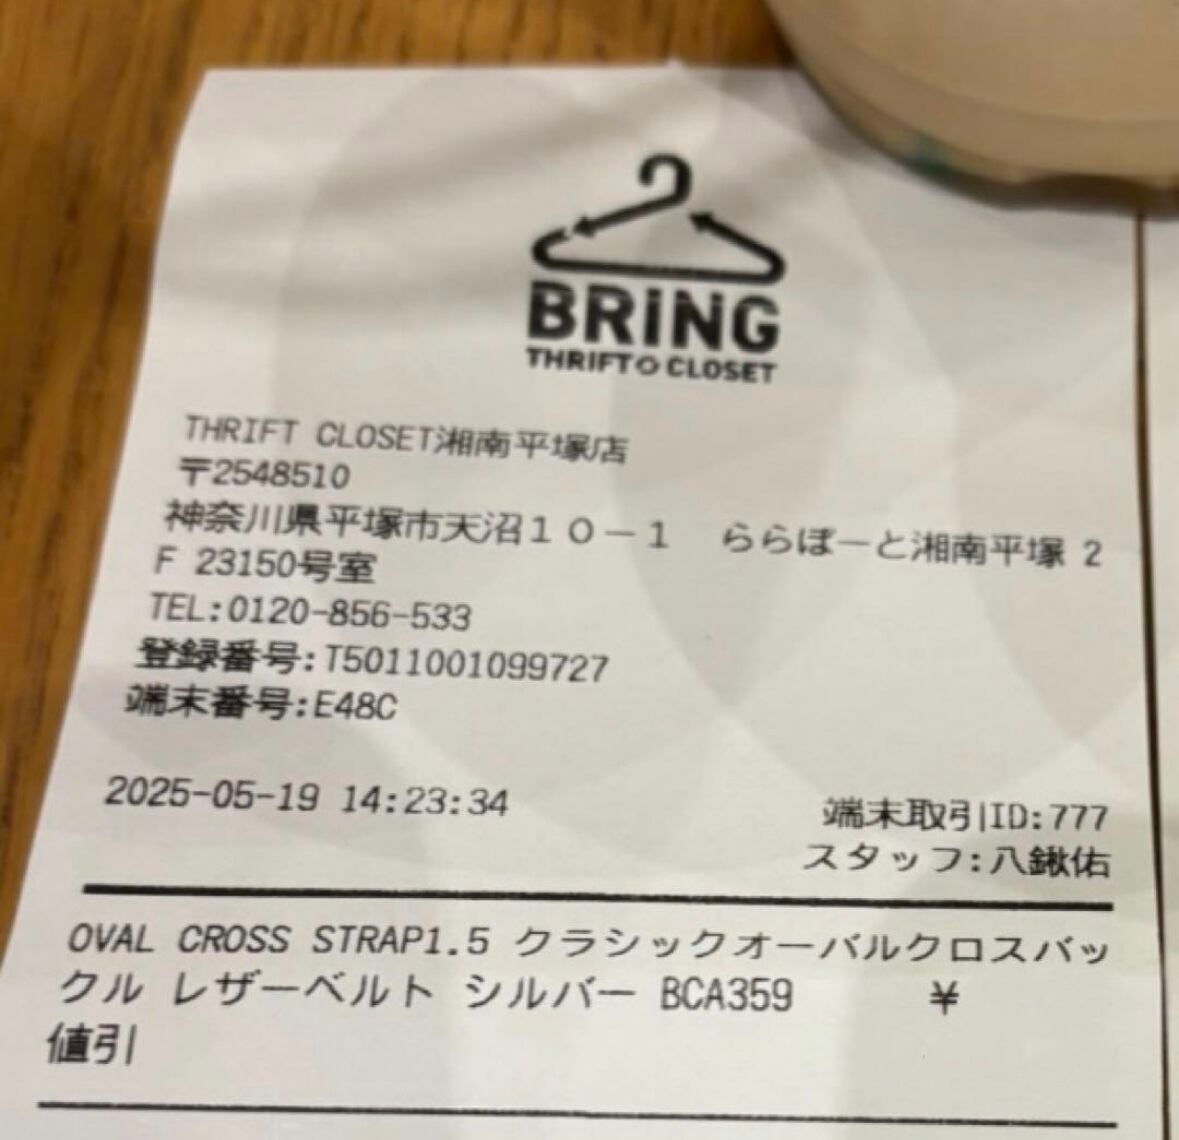 BRING
THRIFT CLOSET
THRIFT CLOSET湘南平塚店
〒2548510
神奈川県平塚市天沼１０－１　ららぽーと湘南平塚 2
F 23150号室
TEL:0120-856-533
登録番号:T5011001099727
端末番号:E48C
2025-05-19 14:23:34
端末取引ID:777
スタッフ:八鍬佑
OVAL CROSS STRAP1.5 クラシックオーバルクロスバッ
クル レザーベルト シルバー BCA359 ¥
値引